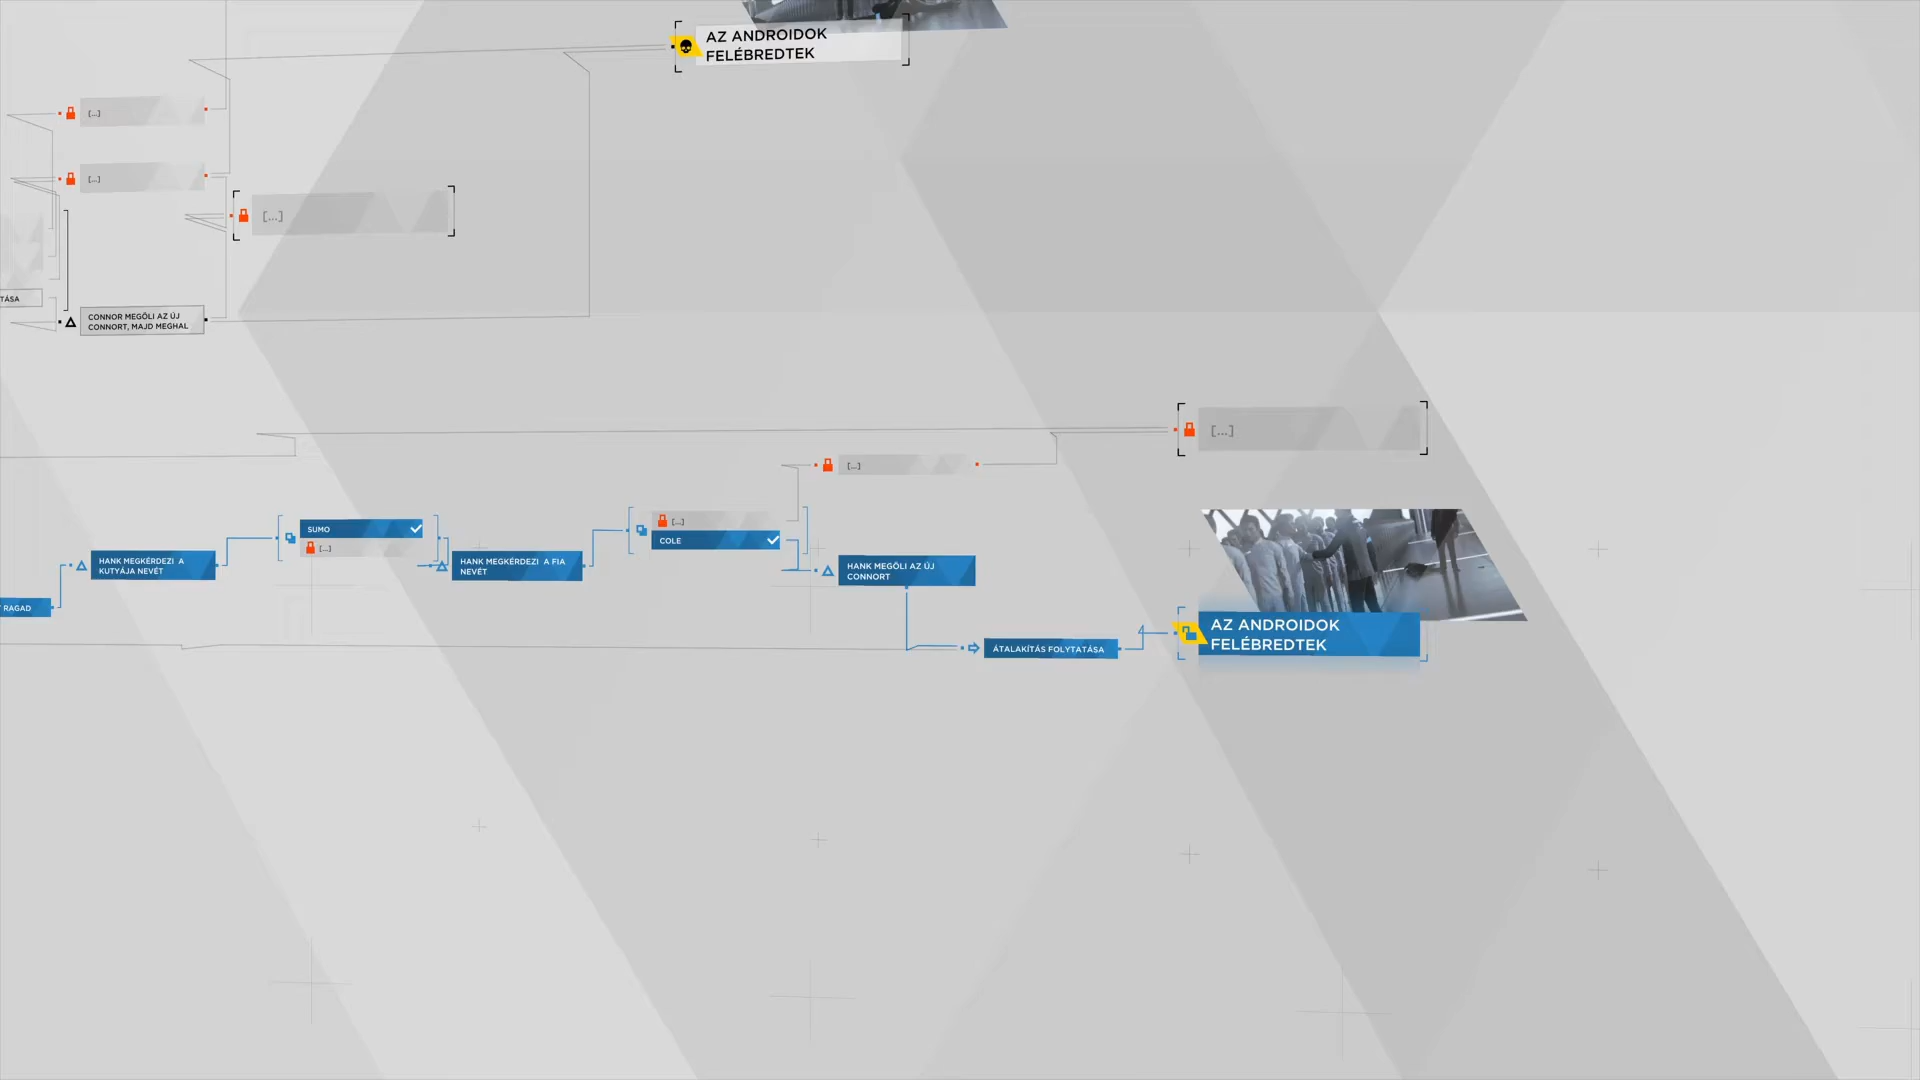 AZ ANDROIDOK
FELÉBREDTEK
[...]
[...]
[...]
TÁSA
CONNOR MEGÖLI AZ ÚJ
CONNORT, MAJD MEGHAL
[...]
[...]
SUMO
[...]
HANK MEGKÉRDEZI A
KUTYÁJA NEVÉT
HANK MEGKÉRDEZI A FIA
NEVÉT
[...]
COLE
HANK MEGÖLI AZ ÚJ
CONNORT
RAGAD
ÁTALAKÍTÁS FOLYTATÁSA
AZ ANDROIDOK
FELÉBREDTEK